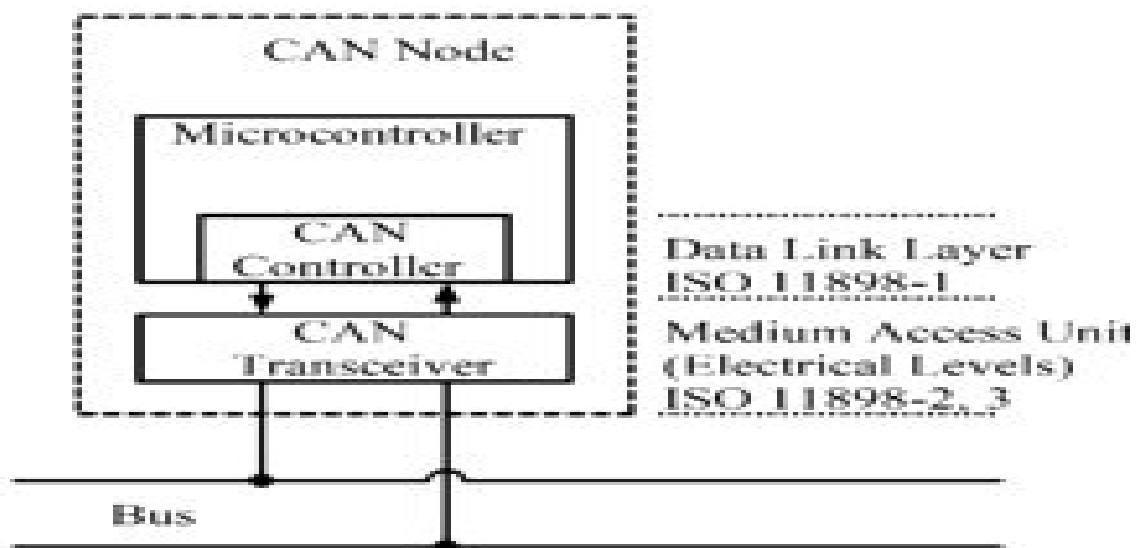 CAN Node
Microcontroller
CAN
Controller
CAN
Transceiver
Data Link Layer
ISO 11898-1
Medium Access Unit
(Electrical Levels)
ISO 11898-2, 3
Bus